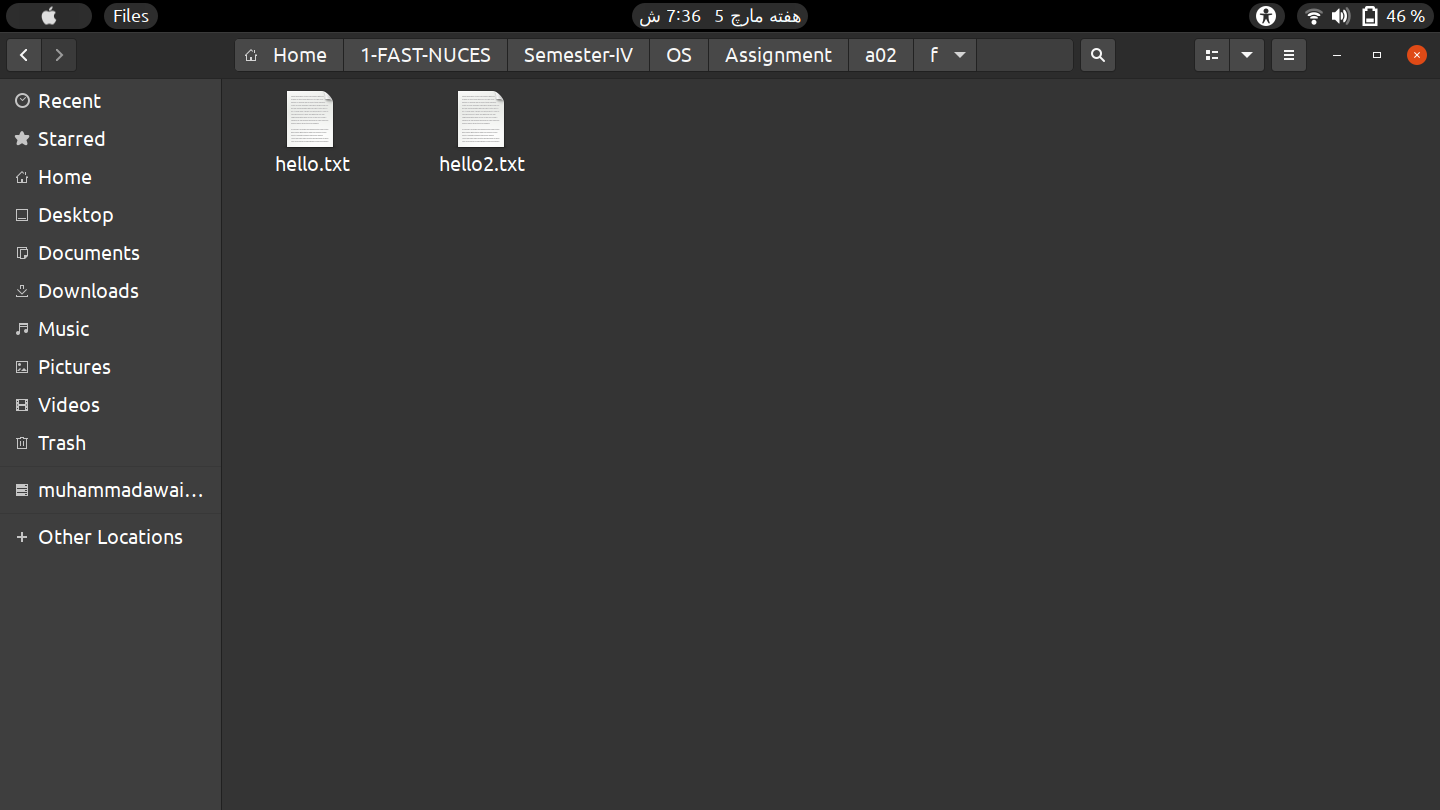 Files
هفته مارچ 5   7:36 ش
46 %
Home 1-FAST-NUCES Semester-IV OS Assignment a02 f
Recent
Starred
Home
Desktop
Documents
Downloads
Music
Pictures
Videos
Trash
muhammadawai…
Other Locations
hello.txt hello2.txt